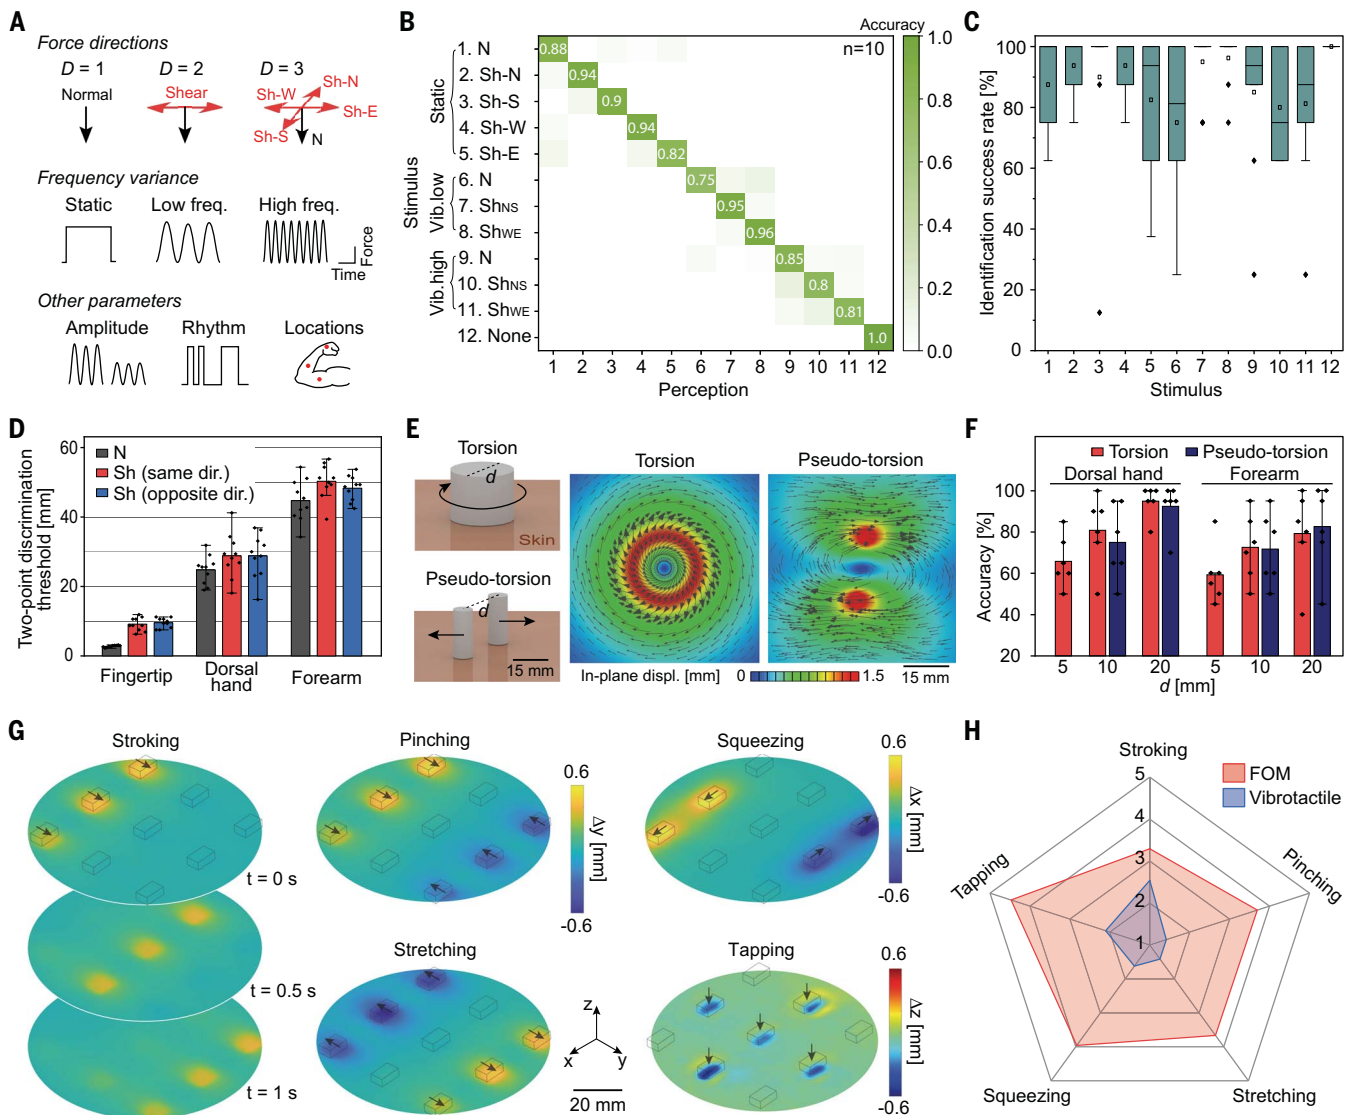 A
Force directions
D = 1
D = 2
D = 3
Normal
Shear
Sh-N
Sh-W
Sh-E
Sh-S
N
Frequency variance
Static
Low freq.
High freq.
Force
Time
Other parameters
Amplitude
Rhythm
Locations
B
Accuracy
n=10
Stimulus
Static
Vib.low
Vib.high
1. N
2. Sh-N
3. Sh-S
4. Sh-W
5. Sh-E
6. N
7. ShNS
8. ShWE
9. N
10. ShNS
11. ShWE
12. None
0.88
0.94
0.9
0.94
0.82
0.75
0.95
0.96
0.85
0.8
0.81
1.0
1 2 3 4 5 6 7 8 9 10 11 12
Perception
1.0
0.8
0.6
0.4
0.2
0.0
C
Identification success rate [%]
100
80
60
40
20
0
1 2 3 4 5 6 7 8 9 10 11 12
Stimulus
D
Two-point discrimination
threshold [mm]
60
40
20
0
N
Sh (same dir.)
Sh (opposite dir.)
Fingertip
Dorsal
hand
Forearm
E
Torsion
d
Skin
Pseudo-torsion
d
15 mm
Torsion
Pseudo-torsion
In-plane displ. [mm]
0
1.5
15 mm
F
Torsion
Pseudo-torsion
Dorsal hand
Forearm
Accuracy [%]
100
80
60
40
20
5 10 20 5 10 20
d [mm]
G
Stroking
t = 0 s
t = 0.5 s
t = 1 s
Pinching
0.6
Δy [mm]
-0.6
Squeezing
0.6
Δx [mm]
-0.6
Stretching
z
x
y
20 mm
Tapping
0.6
Δz [mm]
-0.6
H
Stroking
FOM
Vibrotactile
5
4
3
2
1
Tapping
Pinching
Squeezing
Stretching